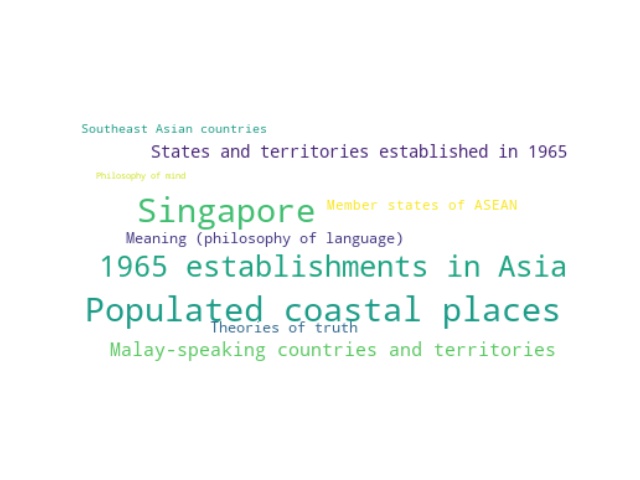 Southeast Asian countries
States and territories established in 1965
Philosophy of mind
Singapore
Member states of ASEAN
Meaning (philosophy of language)
1965 establishments in Asia
Populated coastal places
Theories of truth
Malay-speaking countries and territories